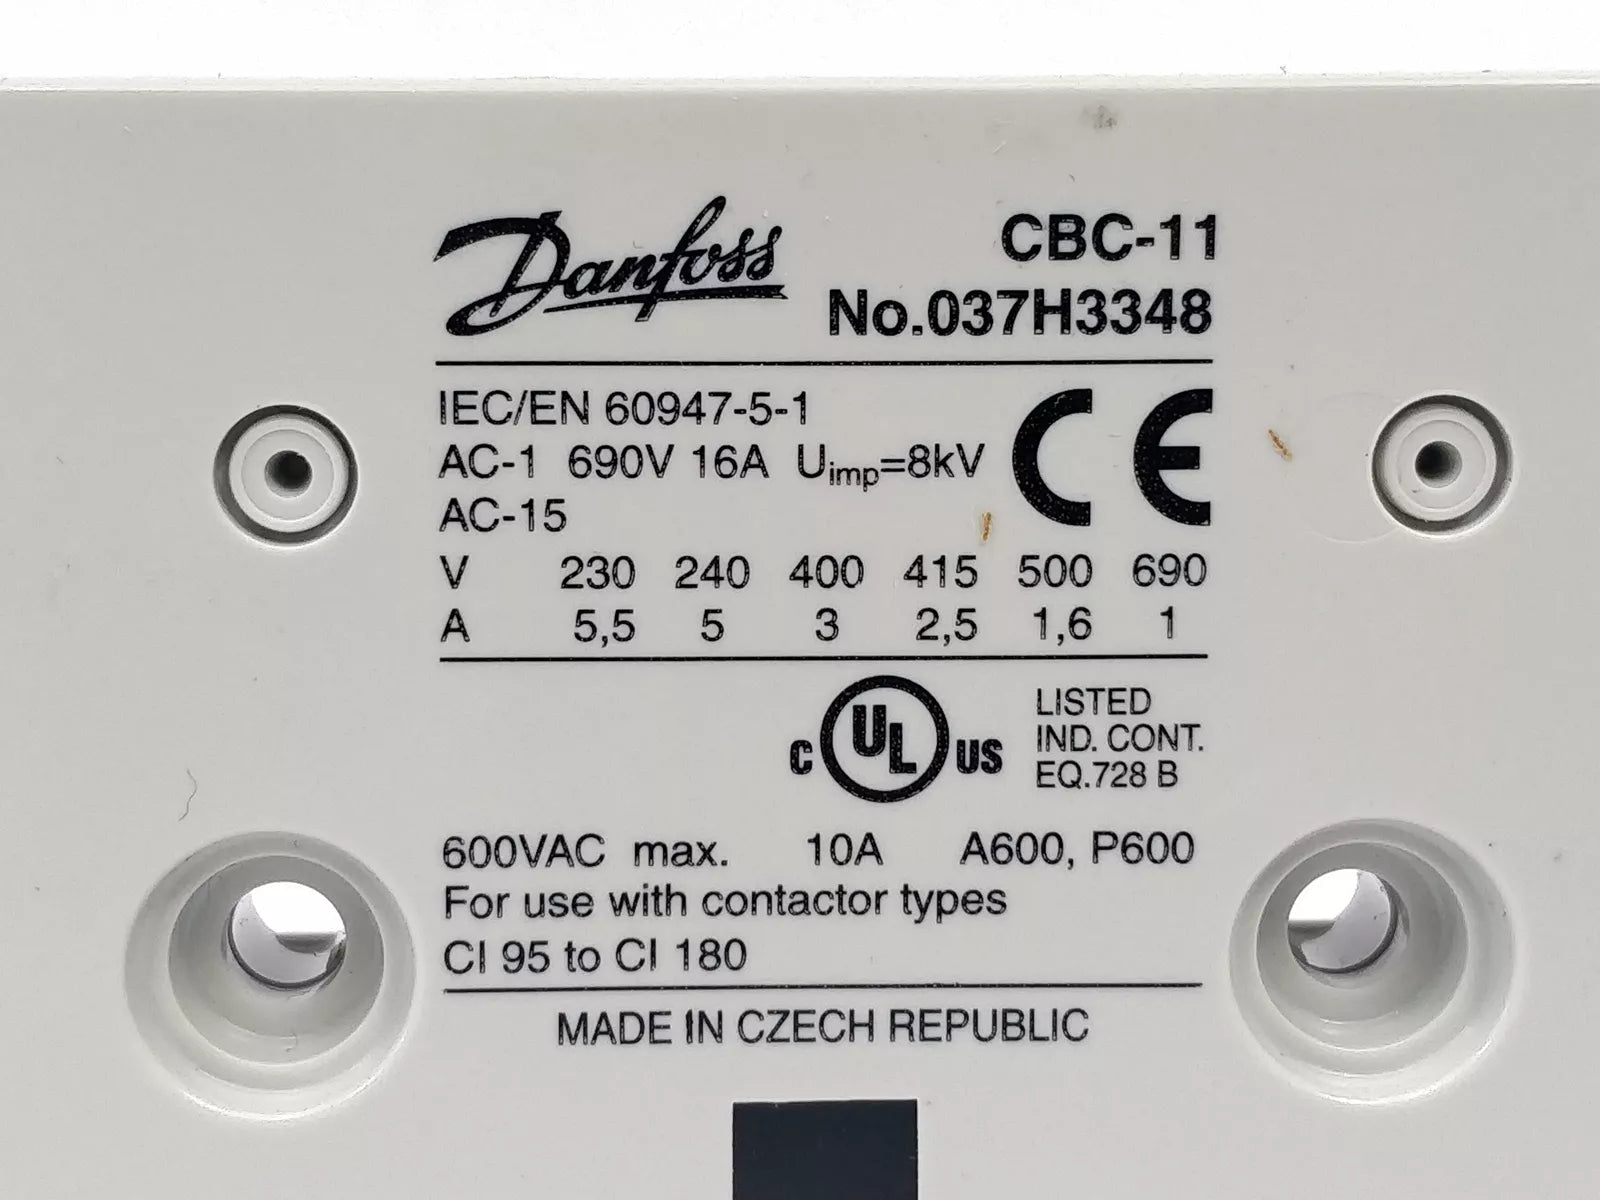 Danfoss
CBC-11
No.037H3348
IEC/EN 60947-5-1
AC-1 690V 16A Uimp=8kV
CE
AC-15
V 230 240 400 415 500 690
A 5,5 5 3 2,5 1,6 1
C UL US
LISTED
IND. CONT.
EQ.728 B
600VAC max. 10A A600, P600
For use with contactor types
CI 95 to CI 180
MADE IN CZECH REPUBLIC